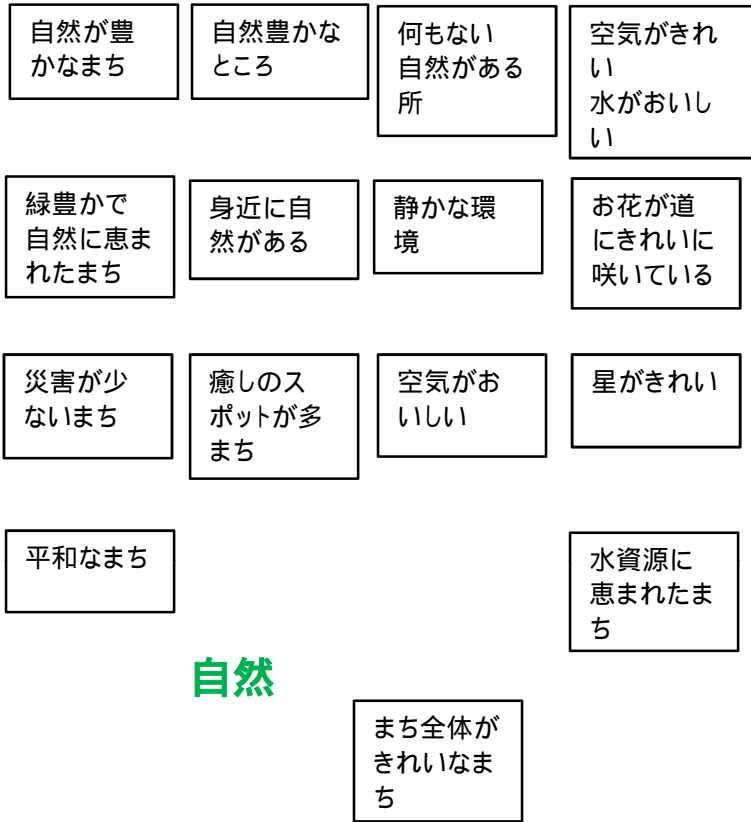 自然が豊
かなまち
自然豊かな
ところ
何もない
自然がある
所
空気がきれ
い
水がおいし
い
緑豊かで
自然に恵ま
れたまち
身近に自
然がある
静かな環
境
お花が道
にきれいに
咲いている
災害が少
ないまち
癒しのス
ポットが多
まち
空気がお
いしい
星がきれい
平和なまち
水資源に
恵まれたま
ち
自然
まち全体が
きれいなま
ち